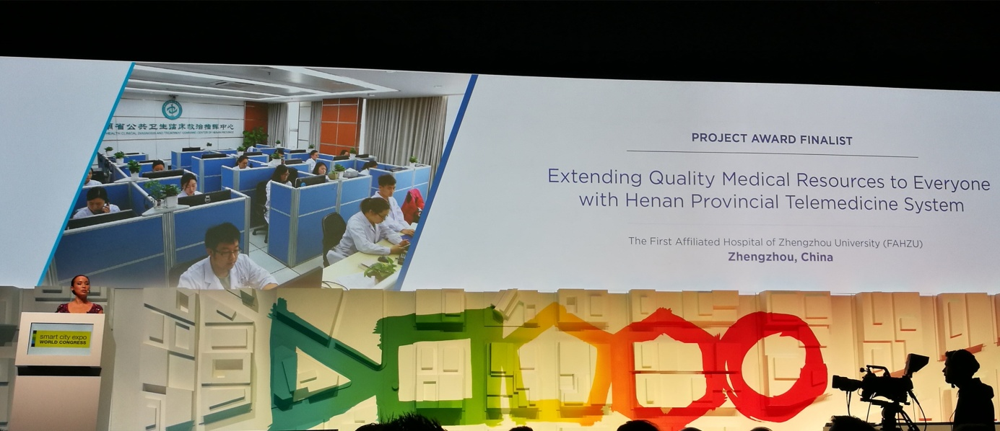 省公共卫生临床救治指挥中心
HEALTH CLINICAL DIAGNOSIS AND TREATMENT COMMAND CENTER OF HENAN PROVINCE
PROJECT AWARD FINALIST
Extending Quality Medical Resources to Everyone
with Henan Provincial Telemedicine System
The First Affiliated Hospital of Zhengzhou University (FAHZU)
Zhengzhou, China
smart city expo
WORLD CONGRESS